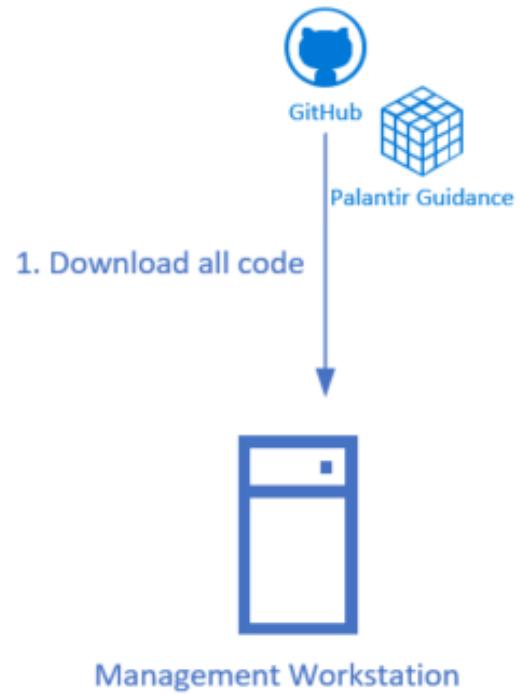 GitHub
Palantir Guidance
1. Download all code
Management Workstation